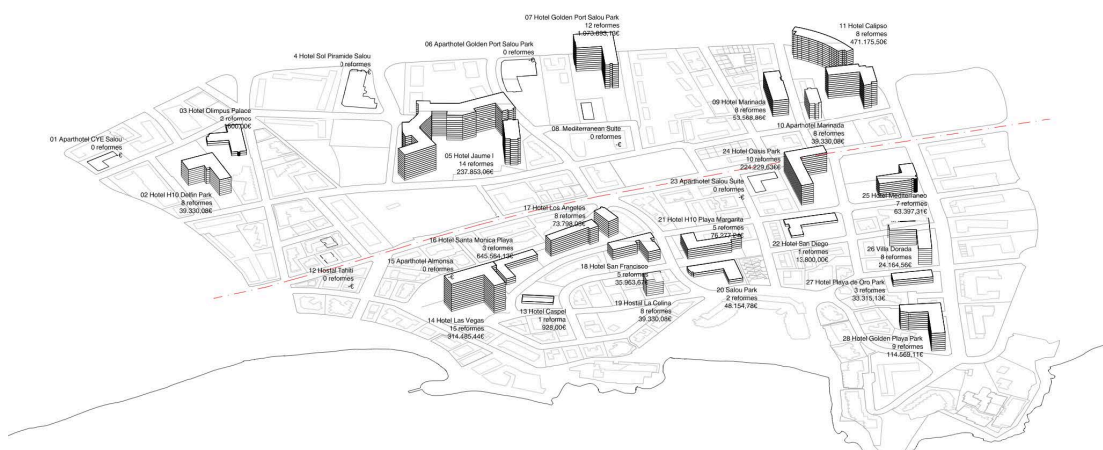 01 Aparthotel CYE Salou
0 reformes
-€
02 Hotel H10 Delfin Park
8 reformes
39.330,08€
03 Hotel Olimpus Palace
2 reformes
4 Hotel Sol Piramide Salou
-€
05 Hotel Jaume I
14 reformes
237.853,06€
06 Aparthotel Golden Port Salou Park
0 reformes
-€
07 Hotel Golden Port Salou Park
12 reformes
08. Mediterranean Suite
0 reformes
-€
09 Hotel Marinada
8 reformes
53.568,86€
10 Aparthotel Marinada
8 reformes
39.330,08€
11 Hotel Calipso
8 reformes
471.175,50€
12 Hostal Tahiti
0 reformes
-€
13 Hotel Caspel
1 reforma
928,00€
14 Hotel Las Vegas
15 reformes
314.485,44€
15 Aparthotel Almonsa
0 reformes
-€
16 Hotel Santa Monica Playa
3 reformes
645.564,13€
17 Hotel Los Angeles
8 reformes
18 Hotel San Francisco
5 reformes
35.963,67€
19 Hostal La Celina
8 reformes
39.330,08€
20 Salou Park
2 reformes
48.154,78€
21 Hotel H10 Playa Margarita
5 reformes
22 Hotel San Diego
1 reformes
13.800,00€
23 Aparthotel Salou Suite
0 reformes
-€
24 Hotel Oasis Park
10 reformes
224.229,63€
25 Hotel Mediterraneo
7 reformes
63.397,31€
26 Villa Dorada
8 reformes
24.164,56€
27 Hotel Playa de Oro Park
3 reformes
33.315,13€
28 Hotel Golden Playa Park
9 reformes
114.569,11€